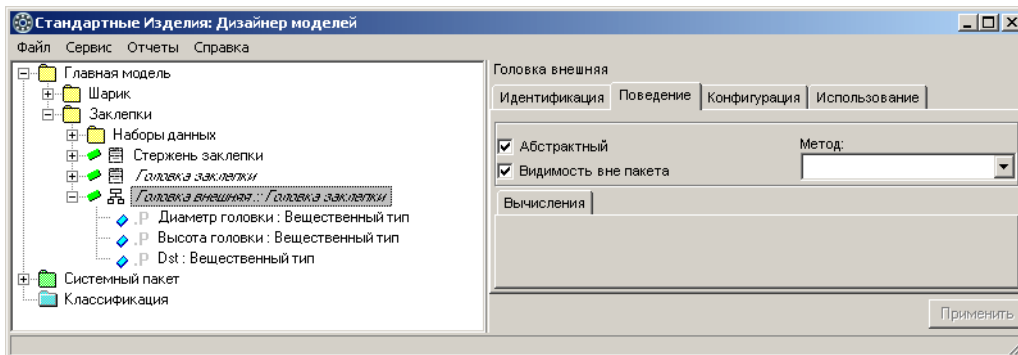 Стандартные Изделия: Дизайнер моделей
Файл Сервис Отчеты Справка
Главная модель
Шарик
Заклепки
Наборы данных
Стержень заклепки
Головка заклепки
Головка внешняя :: Головка заклепки
.P Диаметр головки : Вещественный тип
.P Высота головки : Вещественный тип
.P Dst : Вещественный тип
Системный пакет
Классификация
Головка внешняя
Идентификация Поведение Конфигурация Использование
Абстрактный
Метод:
Видимость вне пакета
Вычисления
Применить